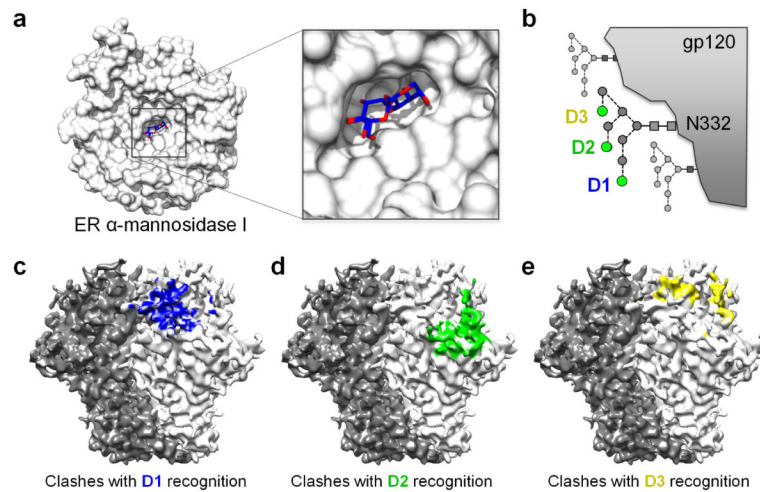 a
ER α-mannosidase I
b
gp120
N332
D3
D2
D1
c
Clashes with D1 recognition
d
Clashes with D2 recognition
e
Clashes with D3 recognition